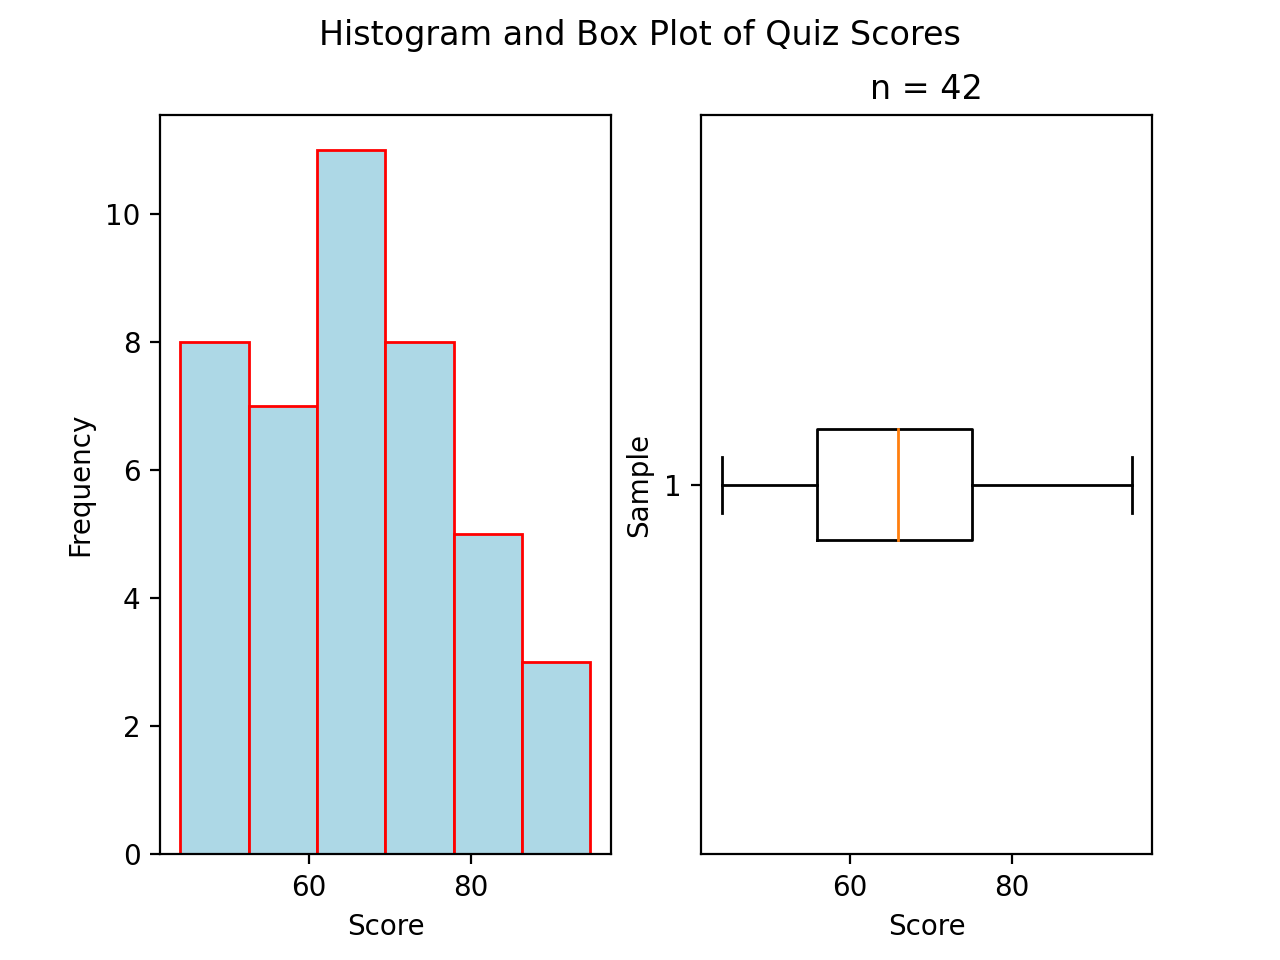 Histogram and Box Plot of Quiz Scores
n = 42
10
8
6
4
2
0
Frequency
60 80
Score
Sample
1
60 80
Score